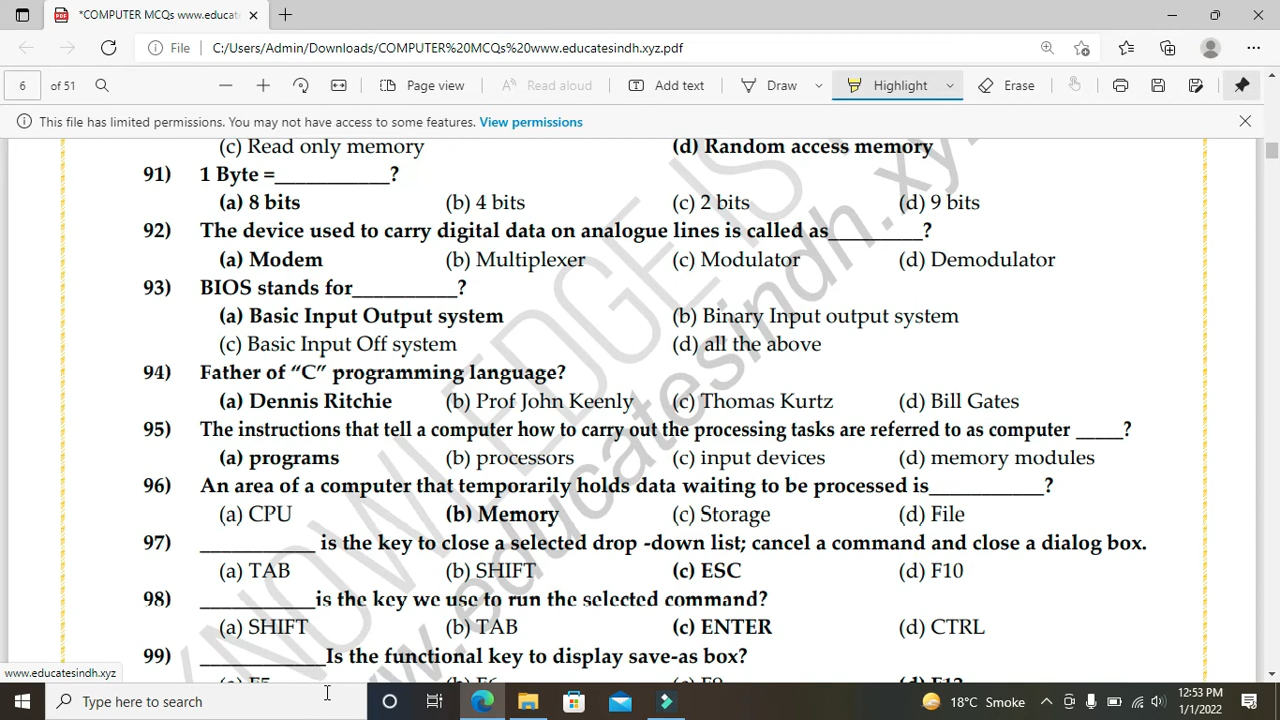 *COMPUTER MCQs www.educat
File C:/Users/Admin/Downloads/COMPUTER%20MCQs%20www.educatesindh.xyz.pdf
6 of 51 Page view Read aloud Add text Draw Highlight Erase
This file has limited permissions. You may not have access to some features. View permissions
(c) Read only memory (d) Random access memory
91) 1 Byte =___________?
(a) 8 bits (b) 4 bits (c) 2 bits (d) 9 bits
92) The device used to carry digital data on analogue lines is called as_________?
(a) Modem (b) Multiplexer (c) Modulator (d) Demodulator
93) BIOS stands for__________?
(a) Basic Input Output system (b) Binary Input output system
(c) Basic Input Off system (d) all the above
94) Father of “C” programming language?
(a) Dennis Ritchie (b) Prof John Keenly (c) Thomas Kurtz (d) Bill Gates
95) The instructions that tell a computer how to carry out the processing tasks are referred to as computer _____?
(a) programs (b) processors (c) input devices (d) memory modules
96) An area of a computer that temporarily holds data waiting to be processed is___________?
(a) CPU (b) Memory (c) Storage (d) File
97) ___________ is the key to close a selected drop -down list; cancel a command and close a dialog box.
(a) TAB (b) SHIFT (c) ESC (d) F10
98) ___________is the key we use to run the selected command?
(a) SHIFT (b) TAB (c) ENTER (d) CTRL
99) ____________Is the functional key to display save-as box?
(a) F5 (b) F6 (c) F9 (d) F12
KNOWLEDGE IS
www.educatesindh.xyz
www.educatesindh.xyz
Type here to search 18°C Smoke 12:53 PM
1/1/2022